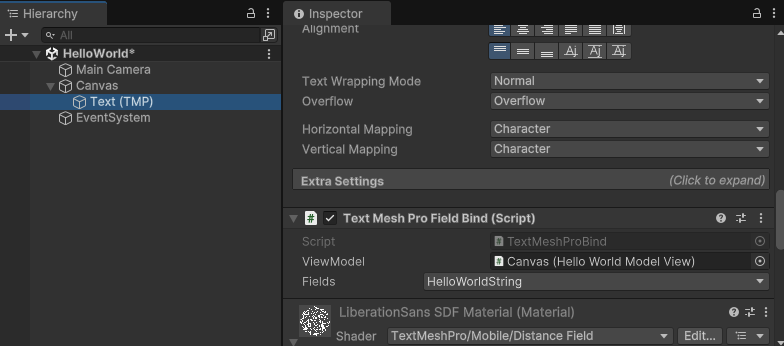 Hierarchy
All
HelloWorld*
Main Camera
Canvas
Text (TMP)
EventSystem
Inspector
Alignment
Text Wrapping Mode Normal
Overflow Overflow
Horizontal Mapping Character
Vertical Mapping Character
Extra Settings (Click to expand)
# Text Mesh Pro Field Bind (Script)
Script # TextMeshProBind
ViewModel # Canvas (Hello World Model View)
Fields HelloWorldString
LiberationSans SDF Material (Material)
Shader TextMeshPro/Mobile/Distance Field Edit...